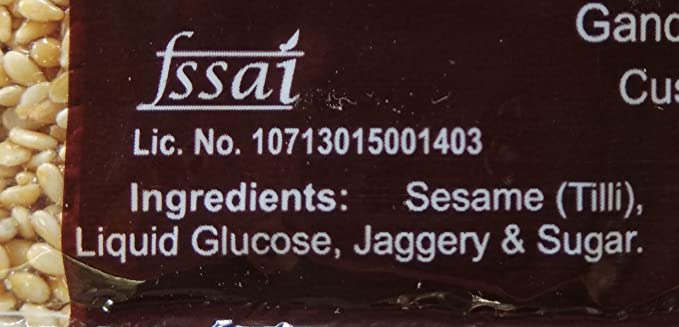 Gand
Cus
fssai
Lic. No. 10713015001403
Ingredients: Sesame (Tilli),
Liquid Glucose, Jaggery & Sugar.